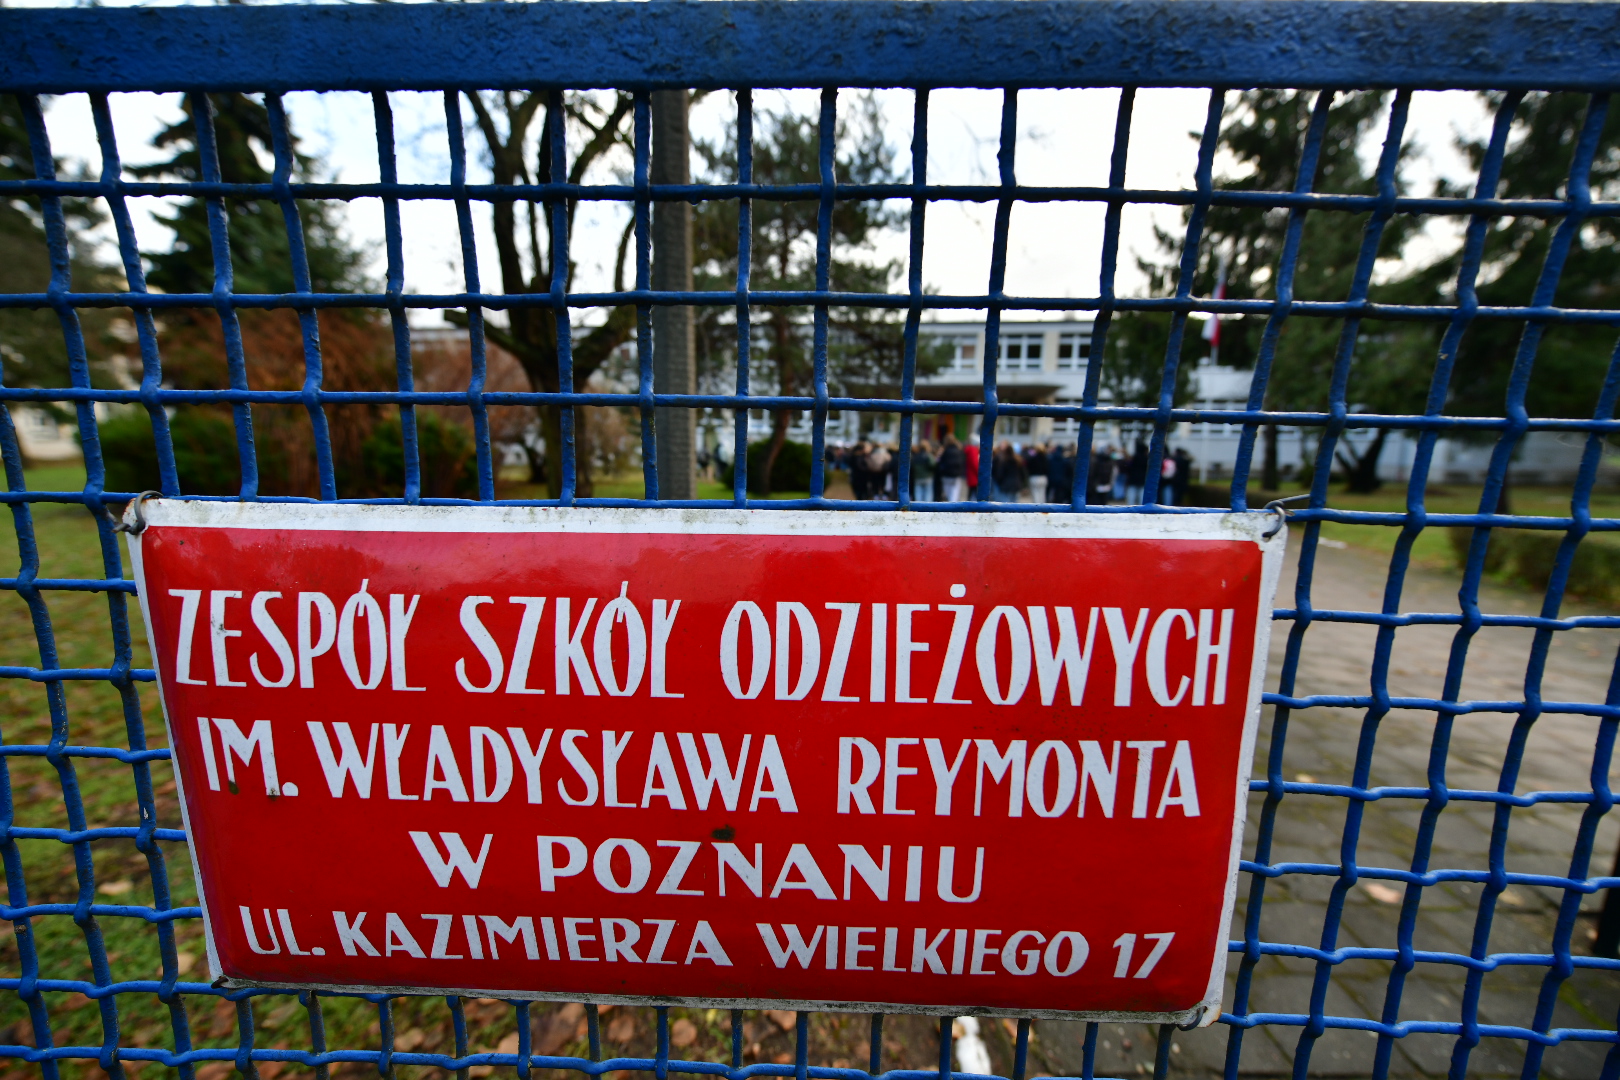 ZESPÓŁ SZKÓŁ ODZIEŻOWYCH
IM. WŁADYSŁAWA REYMONTA
W POZNANIU
UL. KAZIMIERZA WIELKIEGO 17